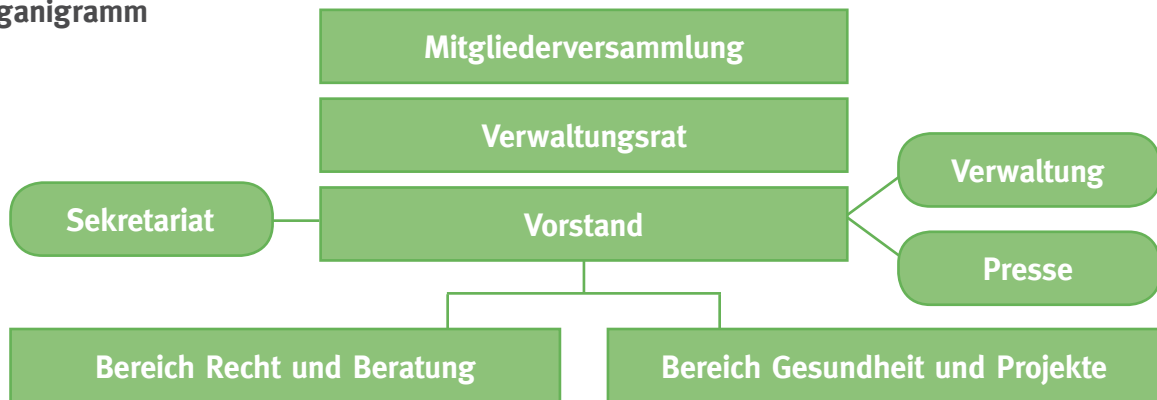 ganigramm
Mitgliederversammlung
Verwaltungsrat
Verwaltung
Sekretariat
Vorstand
Presse
Bereich Recht und Beratung
Bereich Gesundheit und Projekte